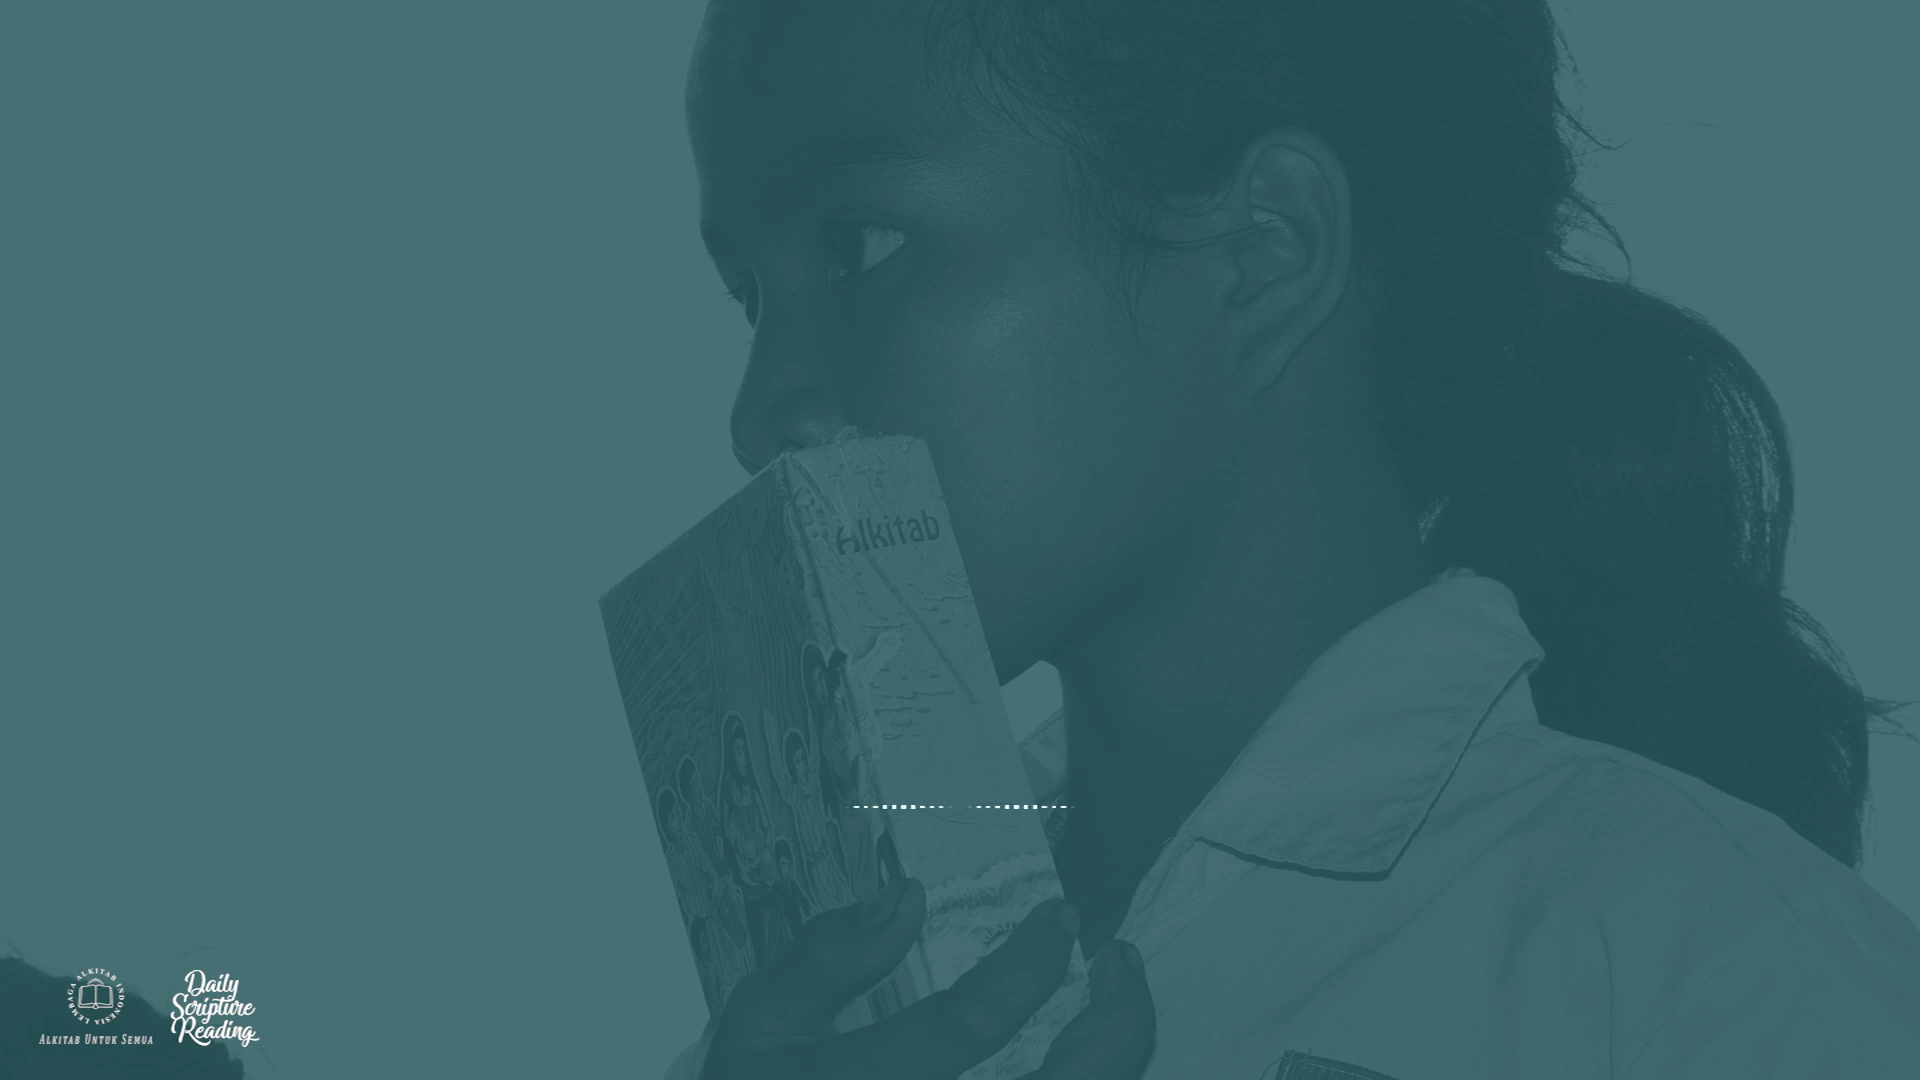 Alkitab
LEMBAGA ALKITAB INDONESIA
ALKITAB UNTUK SEMUA
Daily
Scripture
Reading